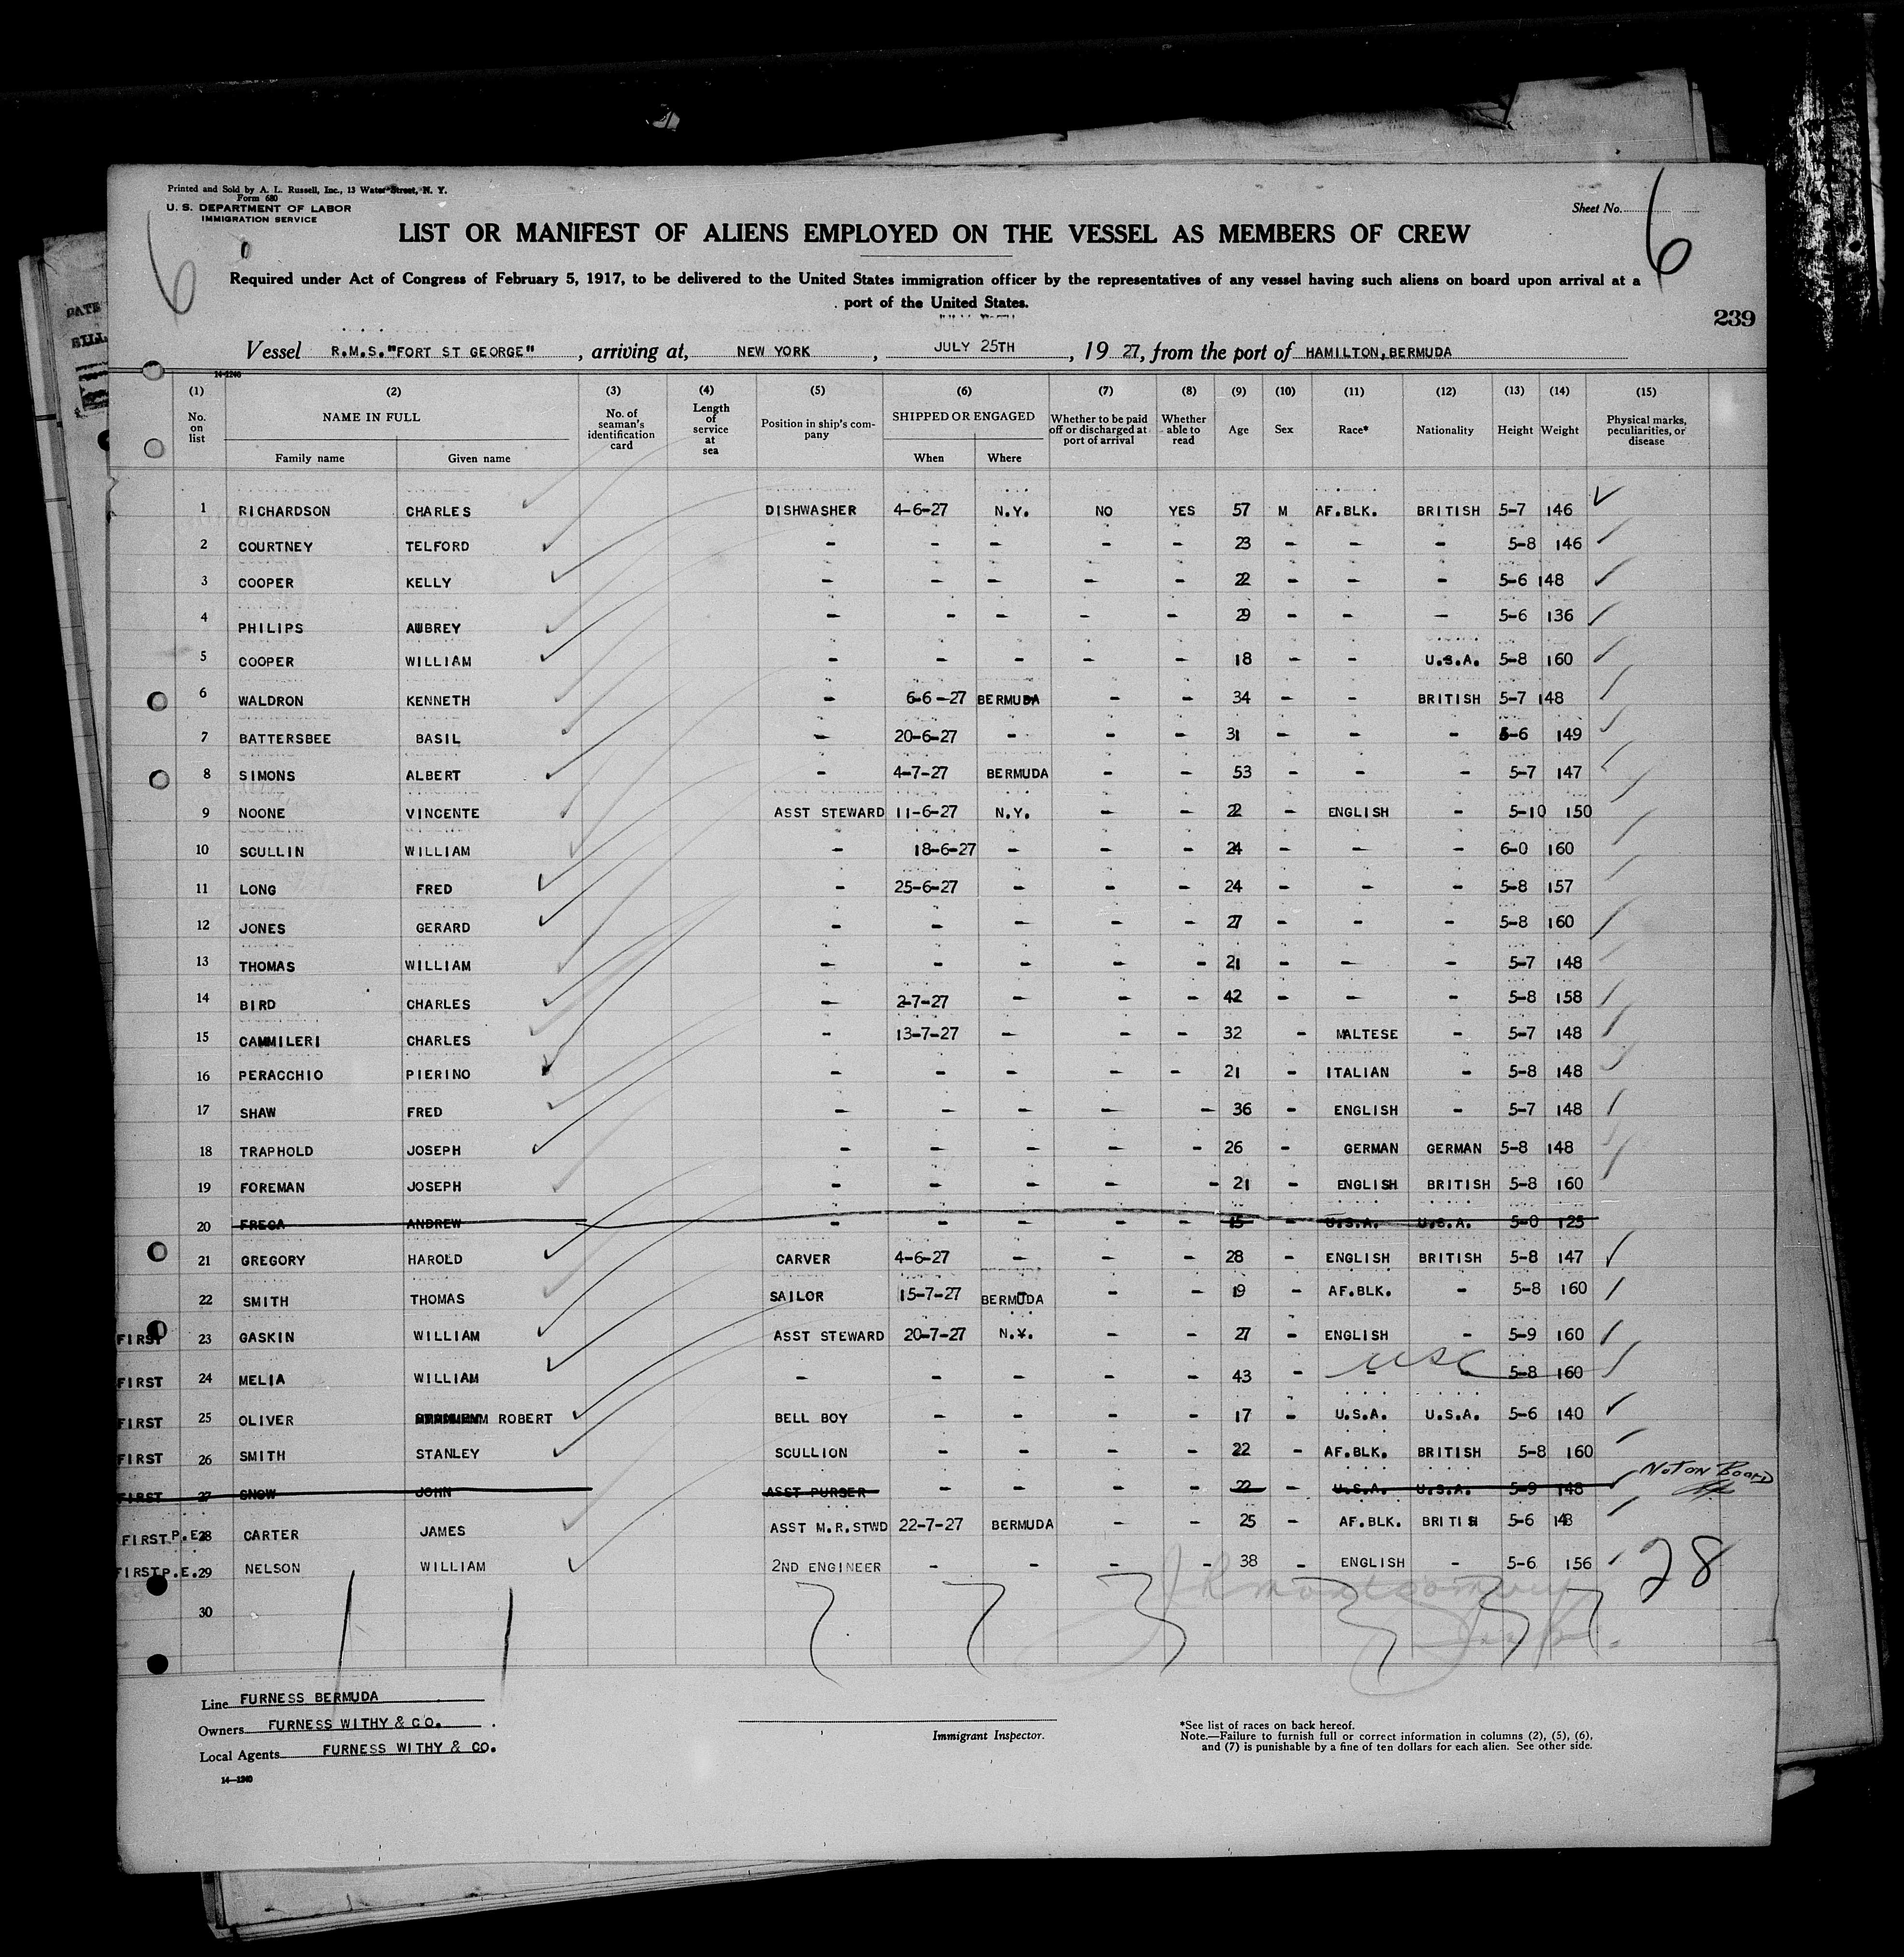 Printed and Sold by A. L. Russell, Inc., 13 Water Street, N. Y.
Form 680
U. S. DEPARTMENT OF LABOR
IMMIGRATION SERVICE
Sheet No. 6
6
LIST OR MANIFEST OF ALIENS EMPLOYED ON THE VESSEL AS MEMBERS OF CREW
Required under Act of Congress of February 5, 1917, to be delivered to the United States immigration officer by the representatives of any vessel having such aliens on board upon arrival at a
port of the United States.
239
Vessel R.M.S. "FORT ST GEORGE", arriving at, NEW YORK, JULY 25TH, 1927, from the port of HAMILTON, BERMUDA
14-1240
(1) (2) (3) (4) (5) (6) (7) (8) (9) (10) (11) (12) (13) (14) (15)
No. on list NAME IN FULL No. of seaman's identification card Length of service at sea Position in ship's company SHIPPED OR ENGAGED Whether to be paid off or discharged at port of arrival Whether able to read Age Sex Race* Nationality Height Weight Physical marks, peculiarities, or disease
Family name Given name When Where
1 RICHARDSON CHARLES DISHWASHER 4-6-27 N.Y. NO YES 57 M AF.BLK. BRITISH 5-7 146
2 COURTNEY TELFORD - - - - - 23 - - - 5-8 146
3 COOPER KELLY - - - - - 22 - - - 5-6 148
4 PHILIPS AUBREY - - - - - 29 - - - 5-6 136
5 COOPER WILLIAM - - - - - 18 - - U.S.A. 5-8 160
6 WALDRON KENNETH - 6-6-27 BERMUDA - - 34 - - BRITISH 5-7 148
7 BATTERSBEE BASIL - 20-6-27 - - - 31 - - - 5-6 149
8 SIMONS ALBERT - 4-7-27 BERMUDA - - 53 - - - 5-7 147
9 NOONE VINCENTE ASST STEWARD 11-6-27 N.Y. - - 22 - ENGLISH - 5-10 150
10 SCULLIN WILLIAM - 18-6-27 - - - 24 - - - 6-0 160
11 LONG FRED - 25-6-27 - - - 24 - - - 5-8 157
12 JONES GERARD - - - - - 27 - - - 5-8 160
13 THOMAS WILLIAM - - - - - 21 - - - 5-7 148
14 BIRD CHARLES - 2-7-27 - - - 42 - - - 5-8 158
15 CAMMILERI CHARLES - 13-7-27 - - - 32 - MALTESE - 5-7 148
16 PERACCHIO PIERINO - - - - - 21 - ITALIAN - 5-8 148
17 SHAW FRED - - - - - 36 - ENGLISH - 5-7 148
18 TRAPHOLD JOSEPH - - - - - 26 - GERMAN GERMAN 5-8 148
19 FOREMAN JOSEPH - - - - - 21 - ENGLISH BRITISH 5-8 160
20 FREGA ANDREW - - - - - 15 - U.S.A. U.S.A. 5-0 125
21 GREGORY HAROLD CARVER 4-6-27 - - - 28 - ENGLISH BRITISH 5-8 147
22 SMITH THOMAS SAILOR 15-7-27 BERMUDA - - 19 - AF.BLK. - 5-8 160
FIRST 23 GASKIN WILLIAM ASST STEWARD 20-7-27 N.Y. - - 27 - ENGLISH - 5-9 160
FIRST 24 MELIA WILLIAM - - - - - 43 - USC 5-8 160
FIRST 25 OLIVER ROBERT BELL BOY - - - - 17 - U.S.A. U.S.A. 5-6 140
FIRST 26 SMITH STANLEY SCULLION - - - - 22 - AF.BLK. BRITISH 5-8 160
FIRST 27 SNOW JOHN ASST PURSER - - - - 22 - U.S.A. U.S.A. 5-9 148 NOT ON BOARD
FIRST P.E. 28 CARTER JAMES ASST M.R.STWD 22-7-27 BERMUDA - - 25 - AF.BLK. BRITISH 5-6 148
FIRST P.E. 29 NELSON WILLIAM 2ND ENGINEER - - - - 38 - ENGLISH - 5-6 156
28
30
Line FURNESS BERMUDA
Owners FURNESS WITHY & CO.
Local Agents FURNESS WITHY & CO.
14-1240
Immigrant Inspector.
*See list of races on back hereof.
Note.—Failure to furnish full or correct information in columns (2), (5), (6),
and (7) is punishable by a fine of ten dollars for each alien. See other side.